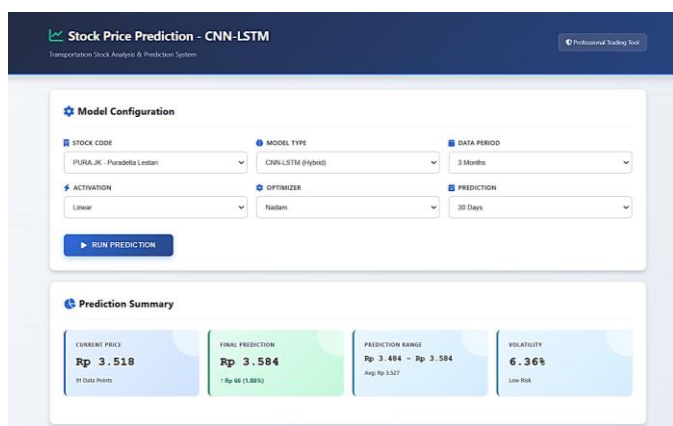 Stock Price Prediction - CNN-LSTM
Transportation Stock Analysis & Prediction System
Professional Trading Tool
Model Configuration
STOCK CODE
MODEL TYPE
DATA PERIOD
PURA.JK - Puradelta Lestari
CNN-LSTM (Hybrid)
3 Months
ACTIVATION
OPTIMIZER
PREDICTION
Linear
Nadam
30 Days
RUN PREDICTION
Prediction Summary
CURRENT PRICE
Rp 3.518
91 Data Points
FINAL PREDICTION
Rp 3.584
↑ Rp 66 (1.88%)
PREDICTION RANGE
Rp 3.484 - Rp 3.584
Avg: Rp 3.527
VOLATILITY
6.36%
Low Risk